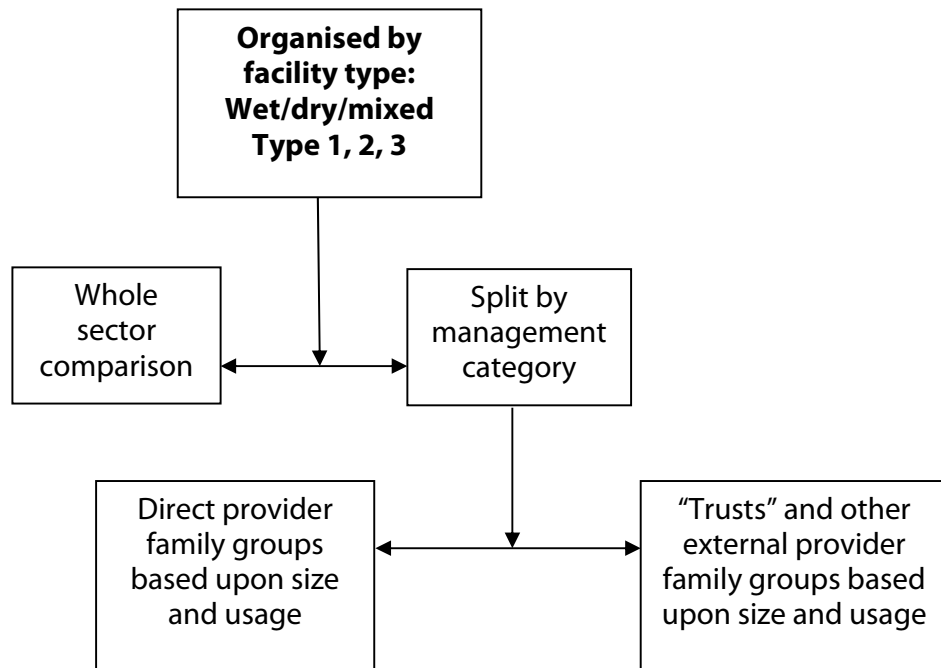 Organised by
facility type:
Wet/dry/mixed
Type 1, 2, 3
Whole
sector
comparison
Split by
management
category
Direct provider
family groups
based upon size
and usage
“Trusts” and other
external provider
family groups based
upon size and usage